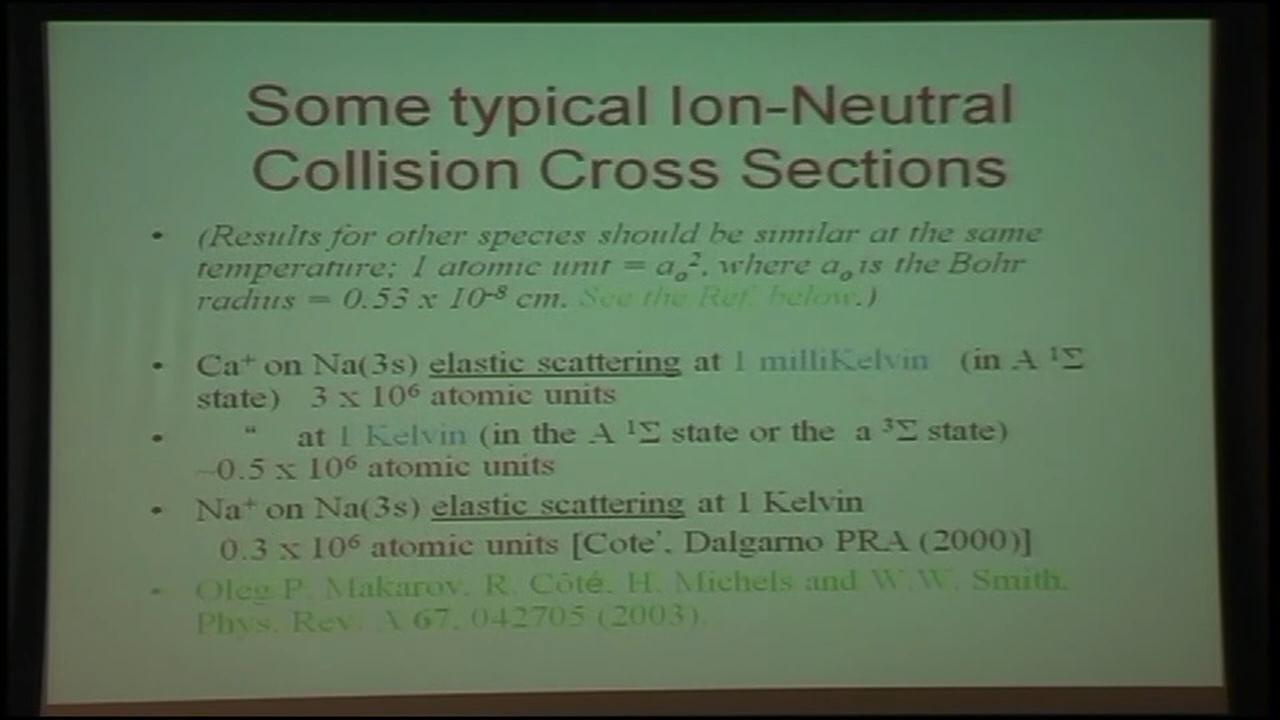 Some typical Ion-Neutral
Collision Cross Sections
• (Results for other species should be similar at the same
temperature; 1 atomic unit = aₒ², where aₒ is the Bohr
radius = 0.53 x 10⁻⁸ cm. See the Ref. below.)
• Ca⁺ on Na(3s) elastic scattering at 1 milliKelvin (in A ¹Σ
state) 3 x 10⁶ atomic units
• “ at 1 Kelvin (in the A ¹Σ state or the a ³Σ state)
~0.5 x 10⁶ atomic units
• Na⁺ on Na(3s) elastic scattering at 1 Kelvin
0.3 x 10⁶ atomic units [Cote’, Dalgarno PRA (2000)]
• Oleg P. Makarov, R. Côté, H. Michels and W.W. Smith,
Phys. Rev. A 67, 042705 (2003).